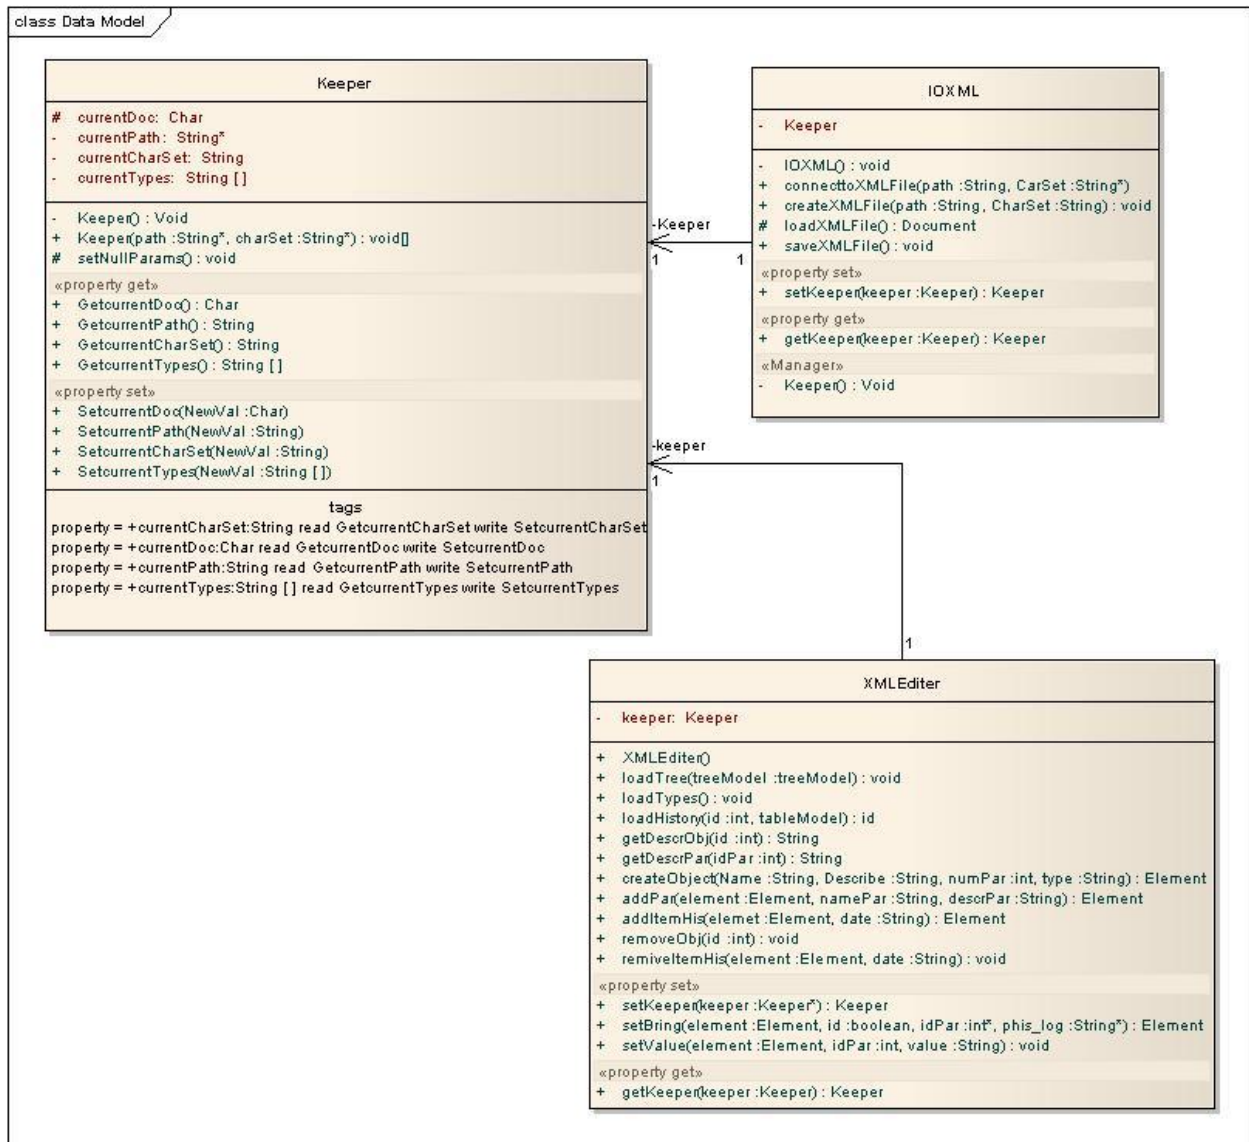 class Data Model
Keeper
# currentDoc: Char
- currentPath: String*
- currentCharSet: String
- currentTypes: String [ ]
- Keeper() : Void
+ Keeper(path :String*, charSet :String*) : void[]
# setNullParams() : void
«property get»
+ GetcurrentDoc() : Char
+ GetcurrentPath() : String
+ GetcurrentCharSet() : String
+ GetcurrentTypes() : String [ ]
«property set»
+ SetcurrentDoc(NewVal :Char)
+ SetcurrentPath(NewVal :String)
+ SetcurrentCharSet(NewVal :String)
+ SetcurrentTypes(NewVal :String [ ])
tags
property = +currentCharSet:String read GetcurrentCharSet write SetcurrentCharSet
property = +currentDoc:Char read GetcurrentDoc write SetcurrentDoc
property = +currentPath:String read GetcurrentPath write SetcurrentPath
property = +currentTypes:String [ ] read GetcurrentTypes write SetcurrentTypes
-Keeper
1
1
IOXML
- Keeper
- IOXML() : void
+ connecttoXMLFile(path :String, CarSet :String*)
+ createXMLFile(path :String, CharSet :String) : void
# loadXMLFile() : Document
+ saveXMLFile() : void
«property set»
+ setKeeper(keeper :Keeper) : Keeper
«property get»
+ getKeeper(keeper :Keeper) : Keeper
«Manager»
- Keeper() : Void
-keeper
1
1
XMLEditer
- keeper: Keeper
+ XMLEditer()
+ loadTree(treeModel :treeModel) : void
+ loadTypes() : void
+ loadHistory(id :int, tableModel) : id
+ getDescrObj(id :int) : String
+ getDescrPar(idPar :int) : String
+ createObject(Name :String, Describe :String, numPar :int, type :String) : Element
+ addPar(element :Element, namePar :String, descrPar :String) : Element
+ addItemHis(elemet :Element, date :String) : Element
+ removeObj(id :int) : void
+ remiveItemHis(element :Element, date :String) : void
«property set»
+ setKeeper(keeper :Keeper*) : Keeper
+ setBring(element :Element, id :boolean, idPar :int*, phis_log :String*) : Element
+ setValue(element :Element, idPar :int, value :String) : void
«property get»
+ getKeeper(keeper :Keeper) : Keeper